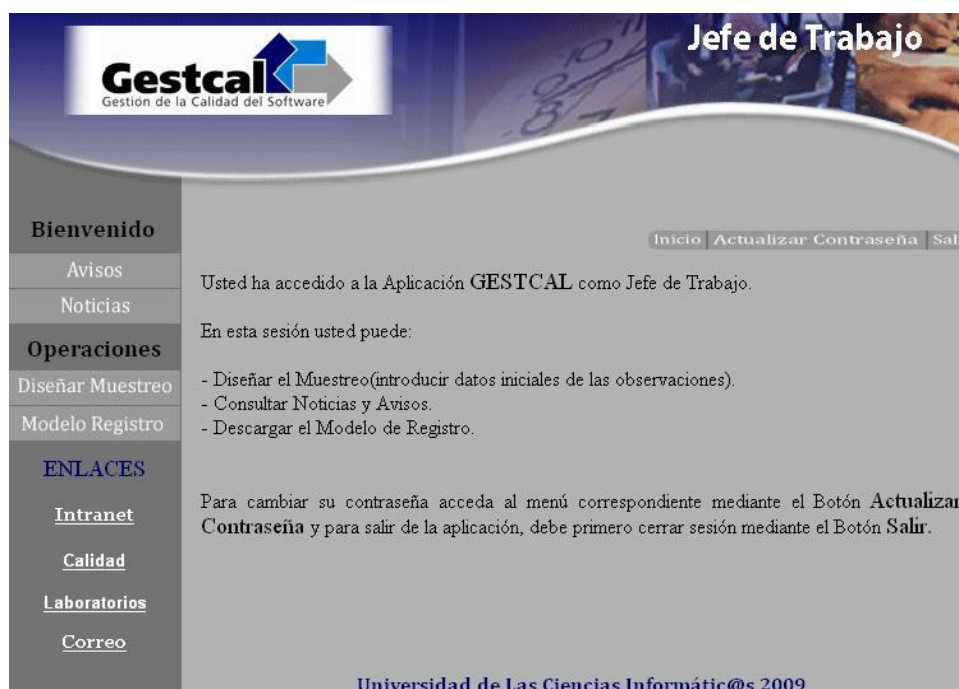 Jefe de Trabajo
Gestcal
Gestión de la Calidad del Software
Bienvenido
Avisos
Noticias
Operaciones
Diseñar Muestreo
Modelo Registro
ENLACES
Intranet
Calidad
Laboratorios
Correo
Inicio Actualizar Contraseña Sal
Usted ha accedido a la Aplicación GESTCAL como Jefe de Trabajo.
En esta sesión usted puede:
- Diseñar el Muestreo(introducir datos iniciales de las observaciones).
- Consultar Noticias y Avisos.
- Descargar el Modelo de Registro.
Para cambiar su contraseña acceda al menú correspondiente mediante el Botón Actualizar
Contraseña y para salir de la aplicación, debe primero cerrar sesión mediante el Botón Salir.
Universidad de Las Ciencias Informátic@s 2009